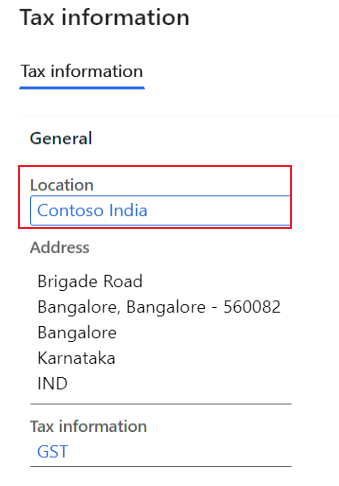 Tax information
Tax information
General
Location
Contoso India
Address
Brigade Road
Bangalore, Bangalore - 560082
Bangalore
Karnataka
IND
Tax information
GST